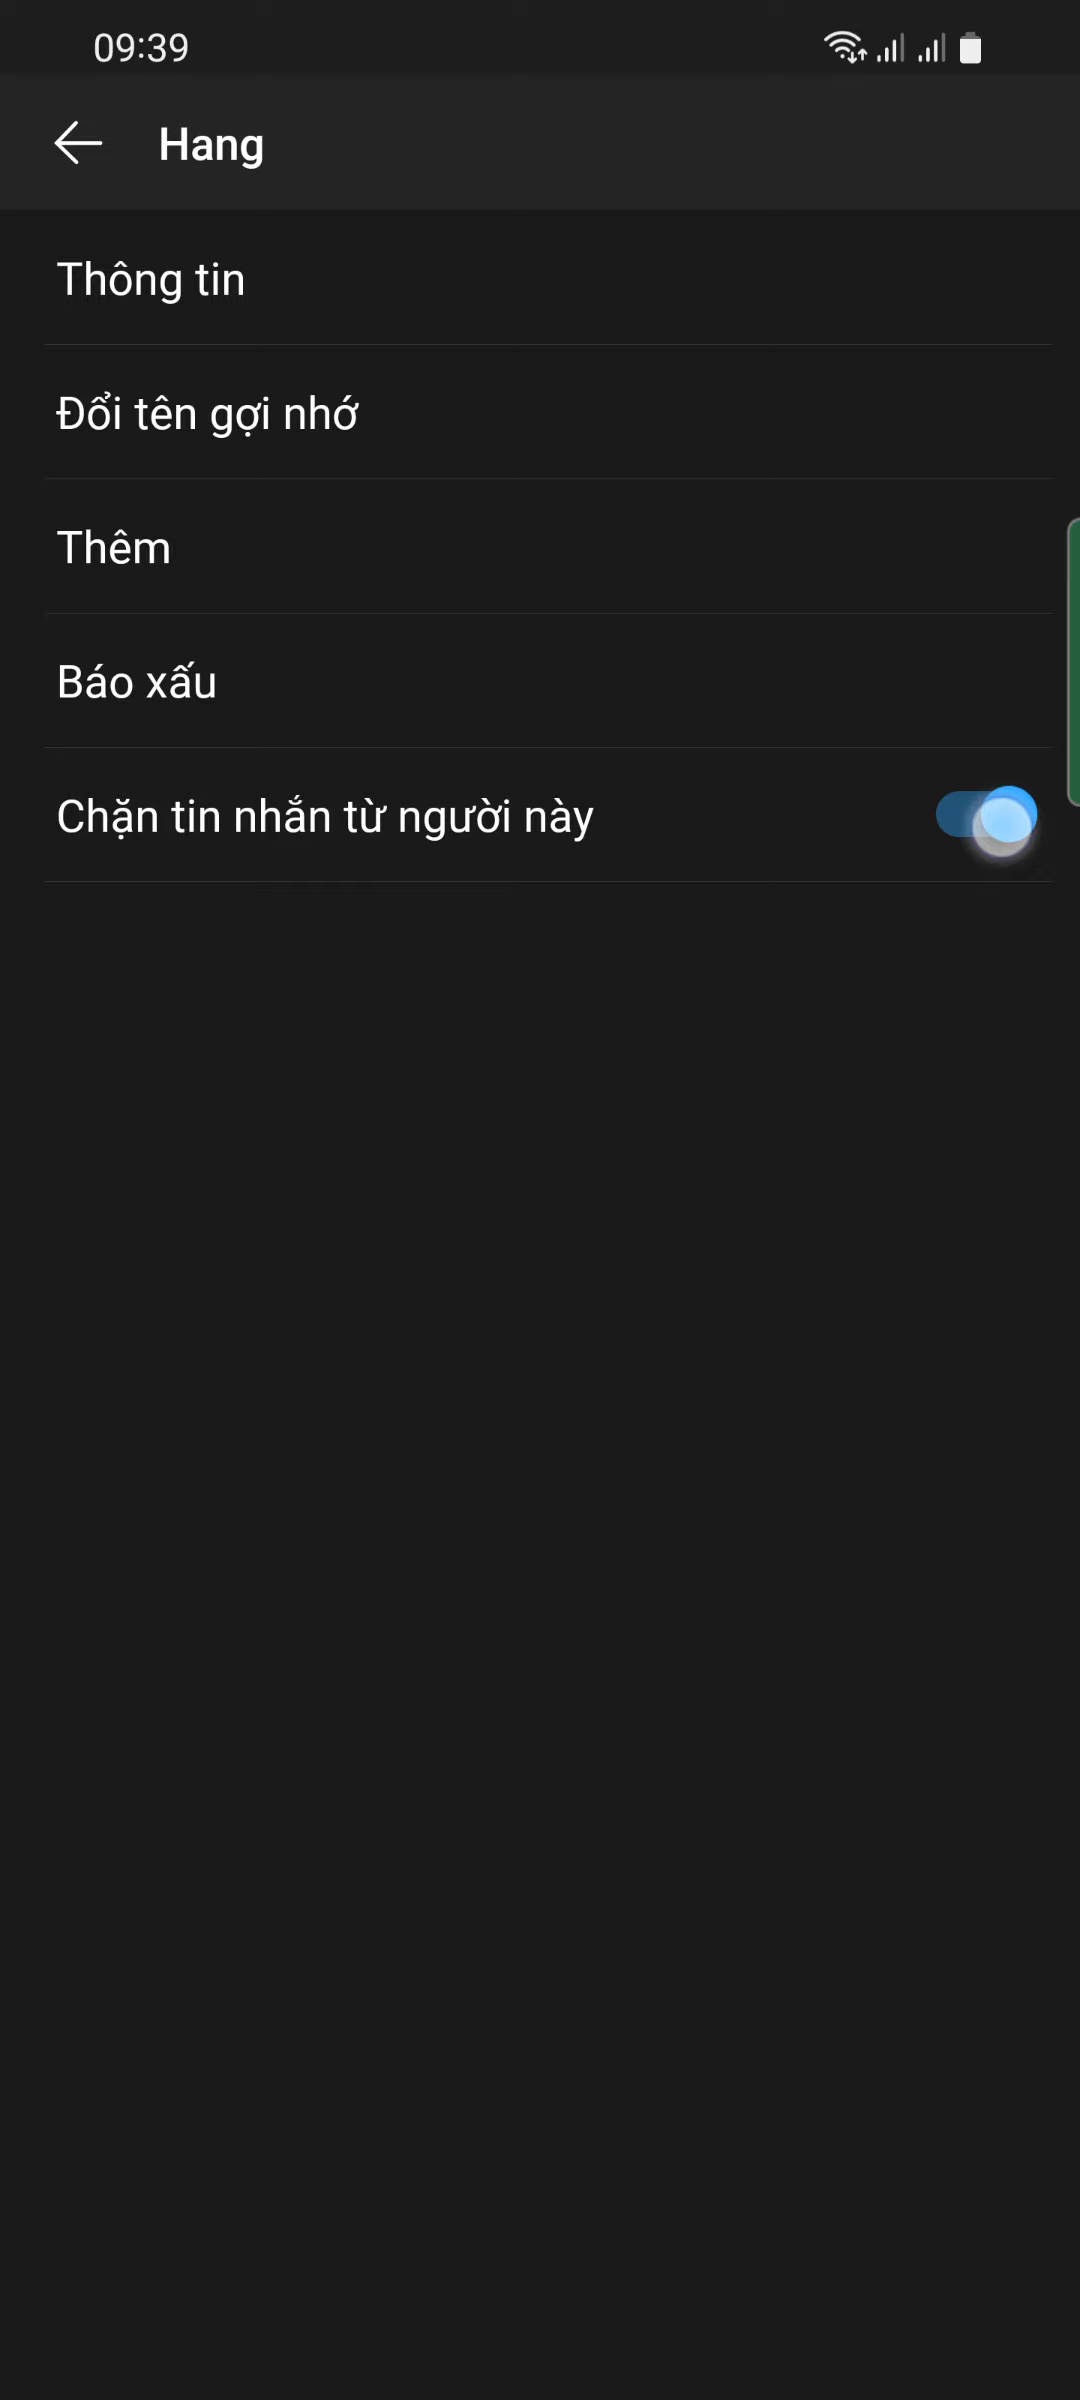 09:39
Hang
Thông tin
Đổi tên gợi nhớ
Thêm
Báo xấu
Chặn tin nhắn từ người này